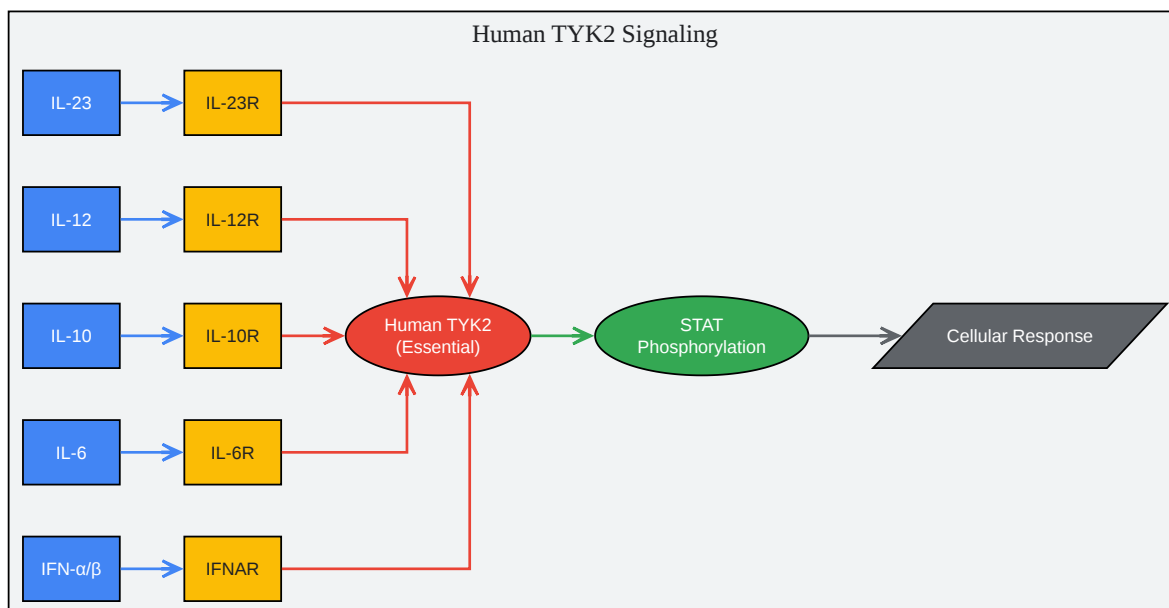 Human TYK2 Signaling
IL-23
IL-23R
IL-12
IL-12R
IL-10
IL-10R
Human TYK2
(Essential)
STAT
Phosphorylation
Cellular Response
IL-6
IL-6R
IFN-α/β
IFNAR